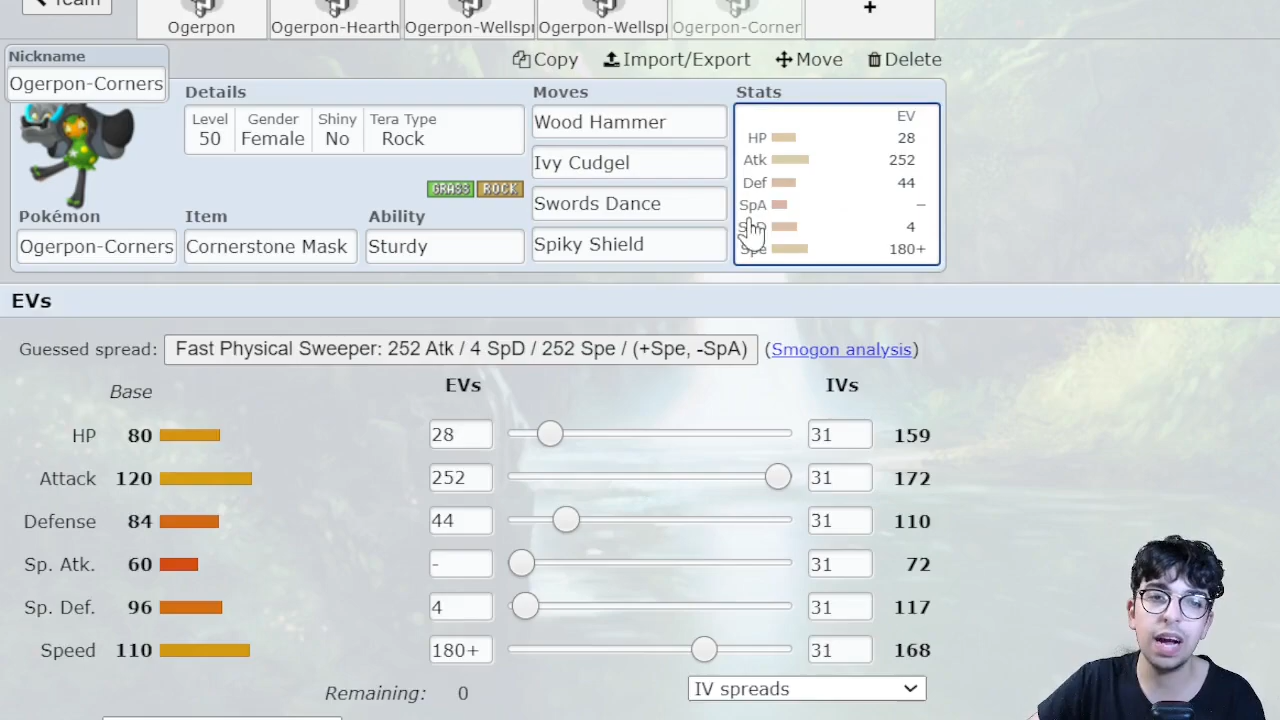 Team
Ogerpon
Ogerpon-Hearth
Ogerpon-Wellspr
Ogerpon-Wellspr
Ogerpon-Corner
+
Nickname
Ogerpon-Corners
Copy
Import/Export
Move
Delete
Details
Level
50
Gender
Female
Shiny
No
Tera Type
Rock
GRASS
ROCK
Pokémon
Ogerpon-Corners
Item
Cornerstone Mask
Ability
Sturdy
Moves
Wood Hammer
Ivy Cudgel
Swords Dance
Spiky Shield
Stats
EV
HP 28
Atk 252
Def 44
SpA –
SpD 4
Spe 180+
EVs
Guessed spread: Fast Physical Sweeper: 252 Atk / 4 SpD / 252 Spe / (+Spe, -SpA) (Smogon analysis)
Base EVs IVs
HP 80 28 31 159
Attack 120 252 31 172
Defense 84 44 31 110
Sp. Atk. 60 - 31 72
Sp. Def. 96 4 31 117
Speed 110 180+ 31 168
Remaining: 0
IV spreads